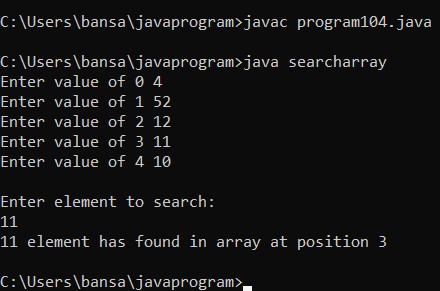 C:\Users\bansa\javaprogram>javac program104.java
C:\Users\bansa\javaprogram>java searcharray
Enter value of 0 4
Enter value of 1 52
Enter value of 2 12
Enter value of 3 11
Enter value of 4 10
Enter element to search:
11
11 element has found in array at position 3
C:\Users\bansa\javaprogram>